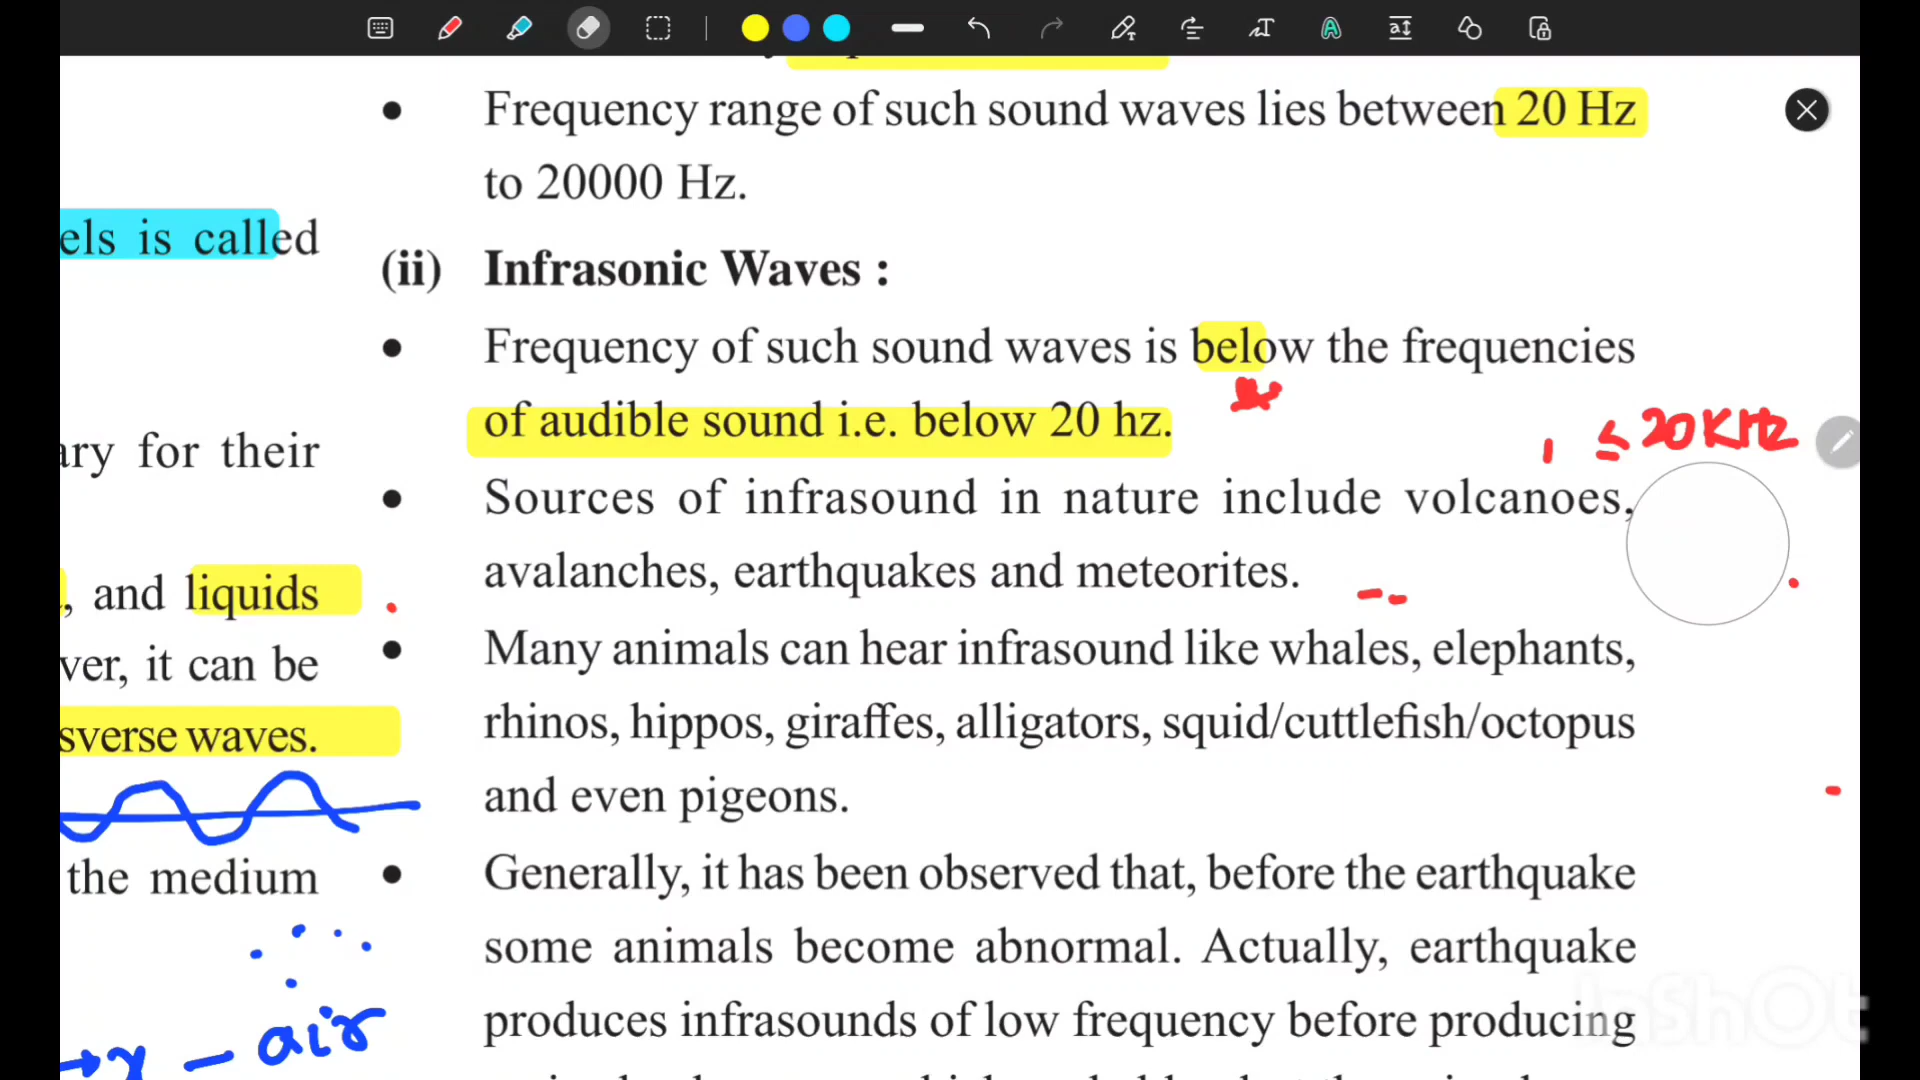 Frequency range of such sound waves lies between 20 Hz
to 20000 Hz.
els is called
(ii) Infrasonic Waves :
Frequency of such sound waves is below the frequencies
of audible sound i.e. below 20 hz.
≤ 20 KHz
ary for their
Sources of infrasound in nature include volcanoes,
avalanches, earthquakes and meteorites.
, and liquids
ver, it can be
Many animals can hear infrasound like whales, elephants,
rhinos, hippos, giraffes, alligators, squid/cuttlefish/octopus
sverse waves.
and even pigeons.
the medium
Generally, it has been observed that, before the earthquake
some animals become abnormal. Actually, earthquake
produces infrasounds of low frequency before producing
– air
InShOt